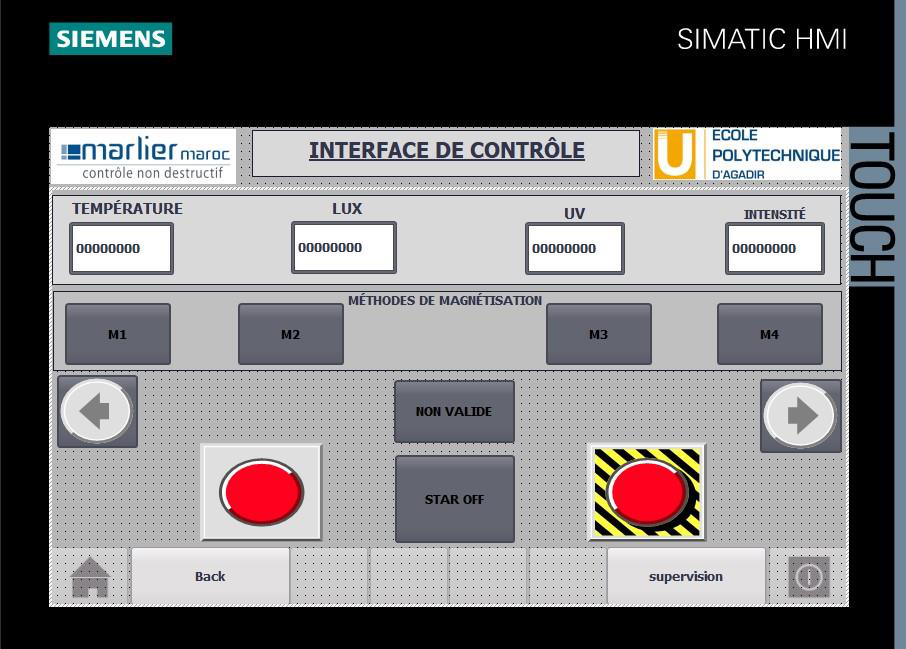 SIEMENS
SIMATIC HMI
marlier maroc
contrôle non destructif
INTERFACE DE CONTRÔLE
U
ECOLE
POLYTECHNIQUE
D'AGADIR
TOUCH
TEMPÉRATURE
LUX
UV
INTENSITÉ
00000000
00000000
00000000
00000000
MÉTHODES DE MAGNÉTISATION
M1
M2
M3
M4
NON VALIDE
STAR OFF
Back
supervision